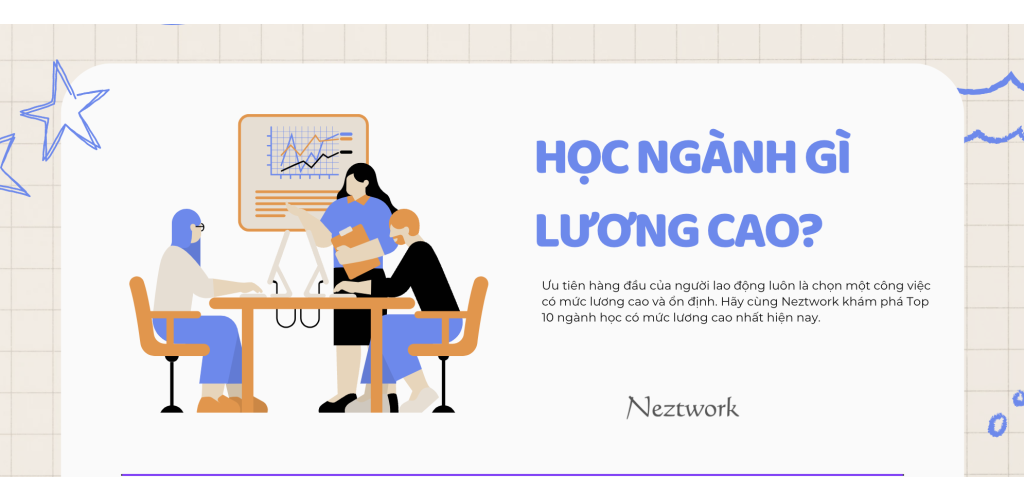 HỌC NGÀNH GÌ
LƯƠNG CAO?
Ưu tiên hàng đầu của người lao động luôn là chọn một công việc
có mức lương cao và ổn định. Hãy cùng Neztwork khám phá Top
10 ngành học có mức lương cao nhất hiện nay.
Neztwork